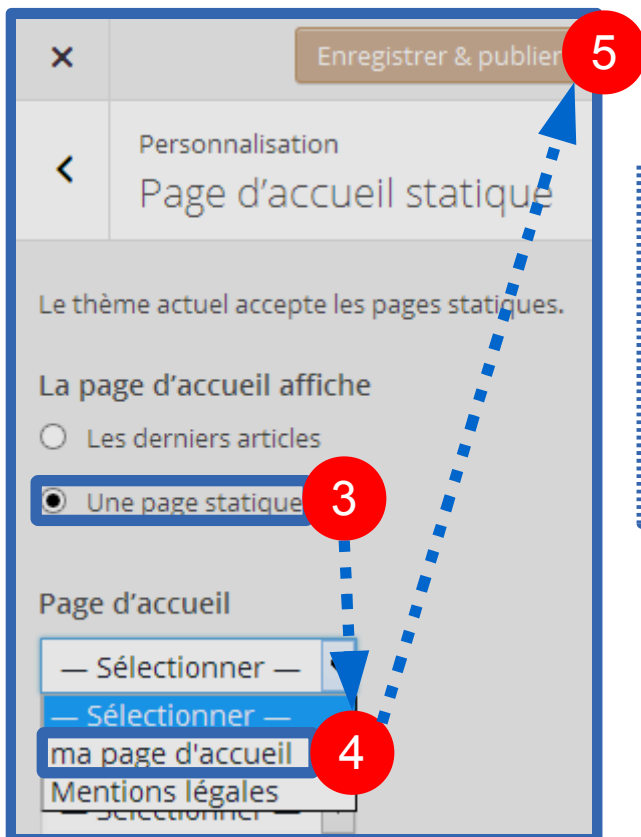 Enregistrer & publier
5
Personnalisation
Page d'accueil statique
Le thème actuel accepte les pages statiques.
La page d'accueil affiche
Les derniers articles
Une page statique
3
Page d'accueil
— Sélectionner —
— Sélectionner —
ma page d'accueil
4
Mentions légales
— Sélectionner —